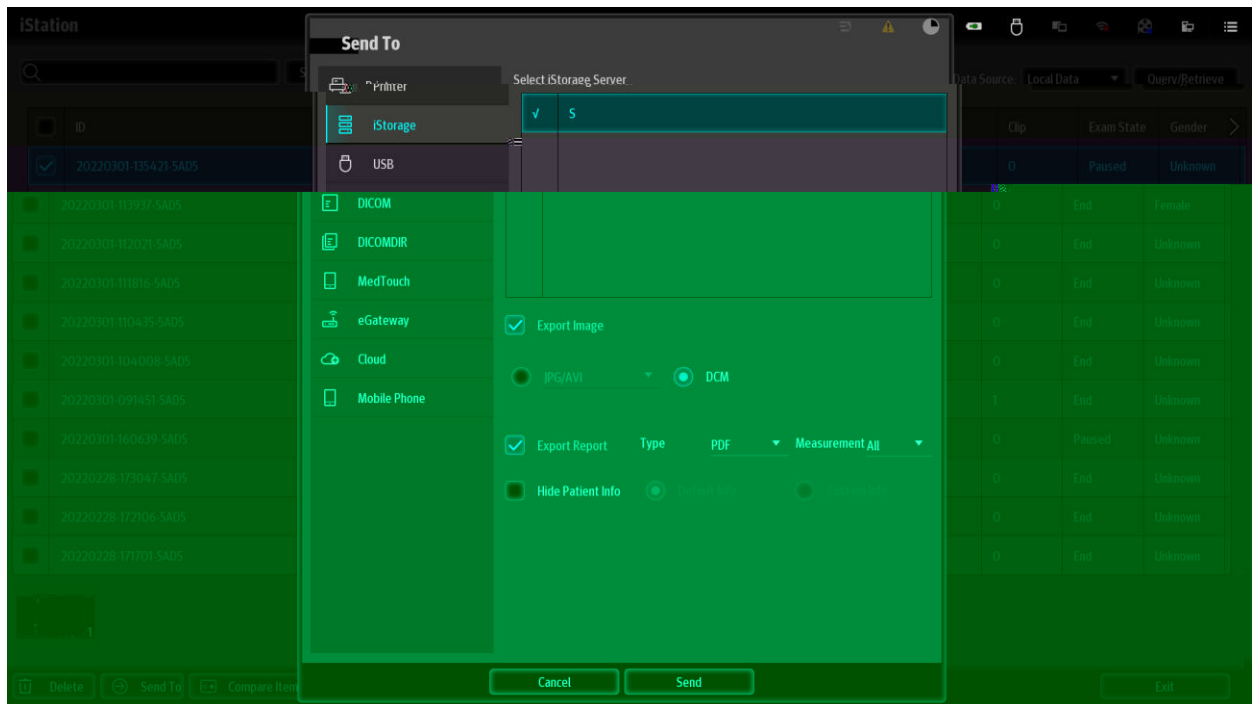 iStation
Send To
Printer
Select iStorage Server
Data Source: Local Data
Query/Retrieve
iStorage
√ S
ID
Clip
Exam State
Gender
USB
20220301-135421-5AD5
0
Paused
Unknown
DICOM
20220301-113937-5AD5
0
End
Female
DICOMDIR
20220301-112021-5AD5
0
End
Unknown
MedTouch
20220301-111816-5AD5
0
End
Unknown
eGateway
Export Image
20220301-110435-5AD5
0
End
Unknown
Cloud
20220301-104008-5AD5
0
End
Unknown
JPG/AVI
DCM
Mobile Phone
20220301-091451-5AD5
1
End
Unknown
20220301-160639-5AD5
0
Paused
Unknown
Export Report
Type
PDF
Measurement All
20220228-173047-5AD5
0
End
Unknown
Hide Patient Info
20220228-172106-5AD5
0
End
Unknown
20220228-171701-5AD5
0
End
Unknown
1
Delete
Send To
Compare Item
Cancel
Send
Exit